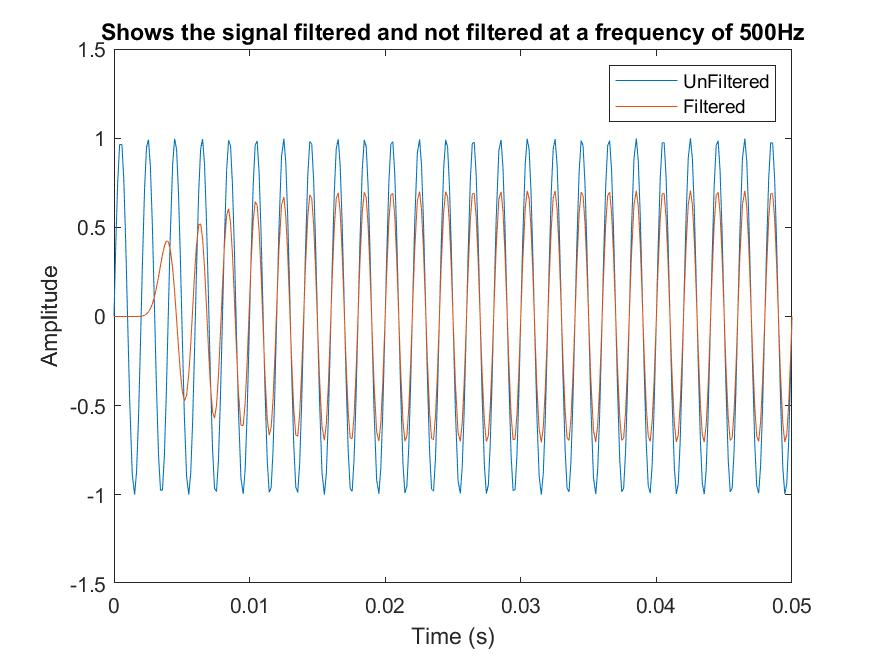 Shows the signal filtered and not filtered at a frequency of 500Hz
1.5
UnFiltered
Filtered
1
0.5
0
-0.5
-1
-1.5
Amplitude
0 0.01 0.02 0.03 0.04 0.05
Time (s)